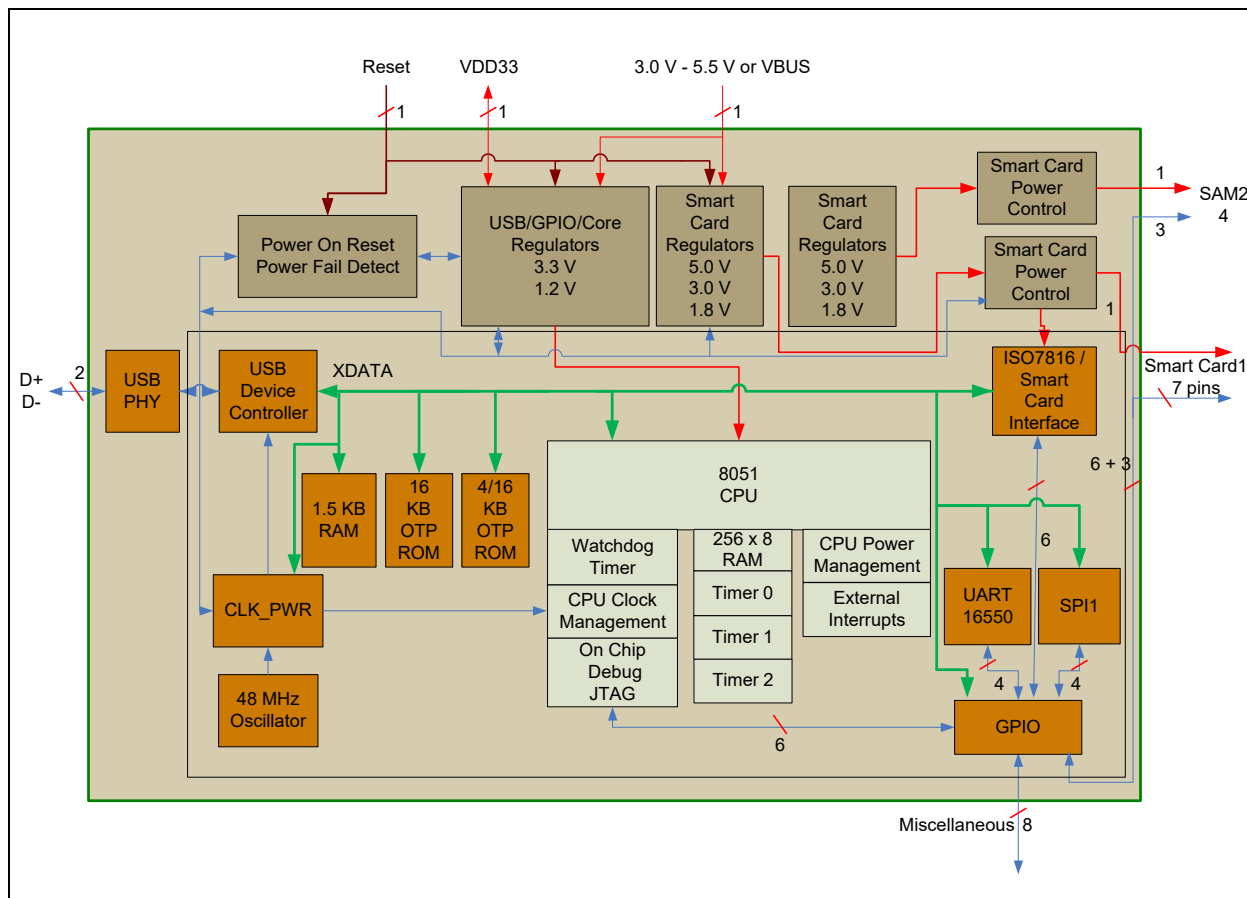 Reset
VDD33
3.0 V - 5.5 V or VBUS
1
1
1
Smart Card
Power
Control
1
SAM2
4
3
Power On Reset
Power Fail Detect
USB/GPIO/Core
Regulators
3.3 V
1.2 V
Smart
Card
Regulators
5.0 V
3.0 V
1.8 V
Smart
Card
Regulators
5.0 V
3.0 V
1.8 V
Smart Card
Power
Control
1
D+
D-
2
USB
PHY
USB
Device
Controller
XDATA
ISO7816 /
Smart
Card
Interface
Smart Card1
7 pins
1.5 KB
RAM
16
KB
OTP
ROM
4/16
KB
OTP
ROM
8051
CPU
6 + 3
6
Watchdog
Timer
256 x 8
RAM
CPU Power
Management
CLK_PWR
CPU Clock
Management
Timer 0
External
Interrupts
UART
16550
SPI1
On Chip
Debug
JTAG
Timer 1
Timer 2
4
4
48 MHz
Oscillator
6
GPIO
Miscellaneous
8